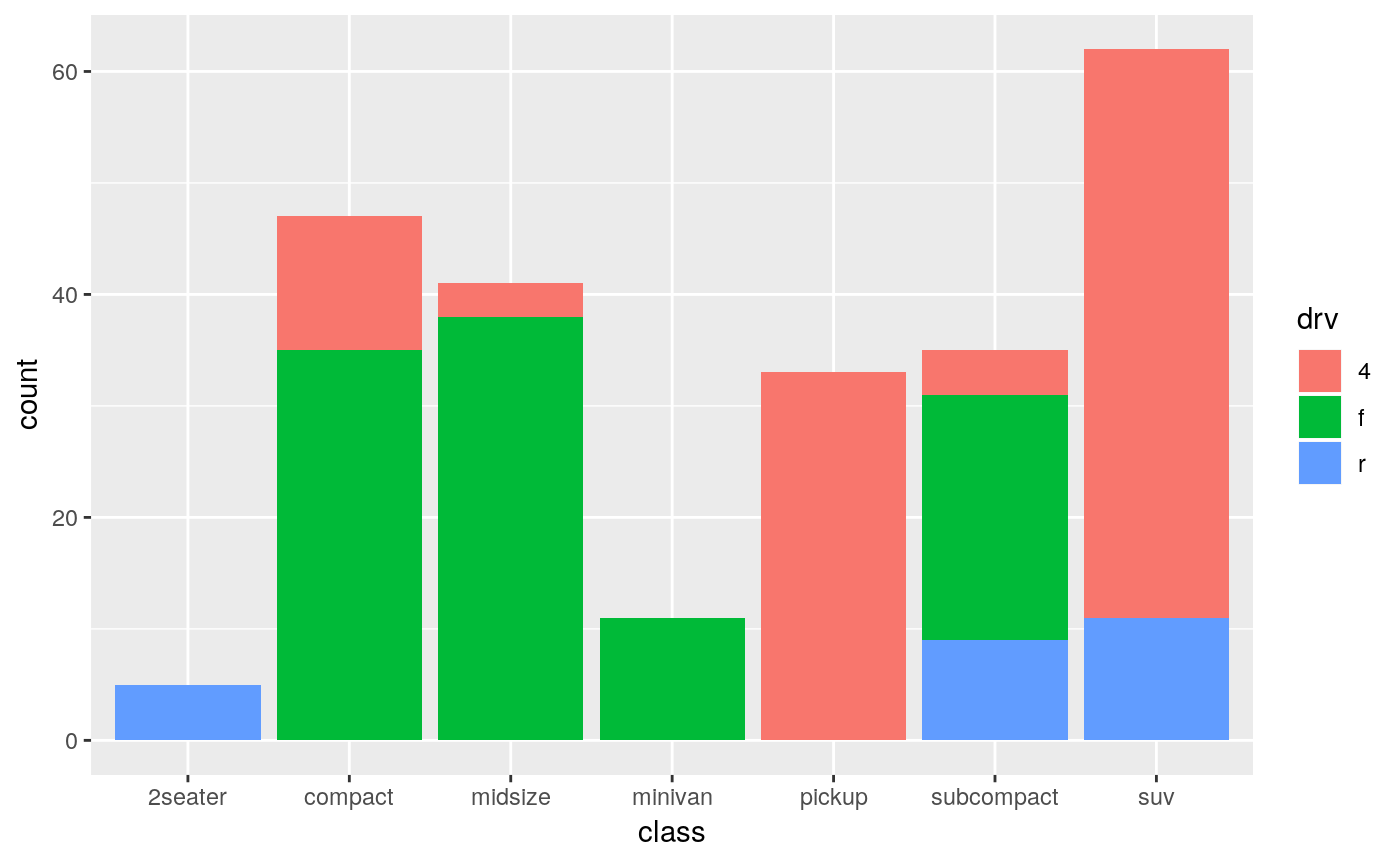 60
40
20
0
count
2seater compact midsize minivan pickup subcompact suv
class
drv
4
f
r